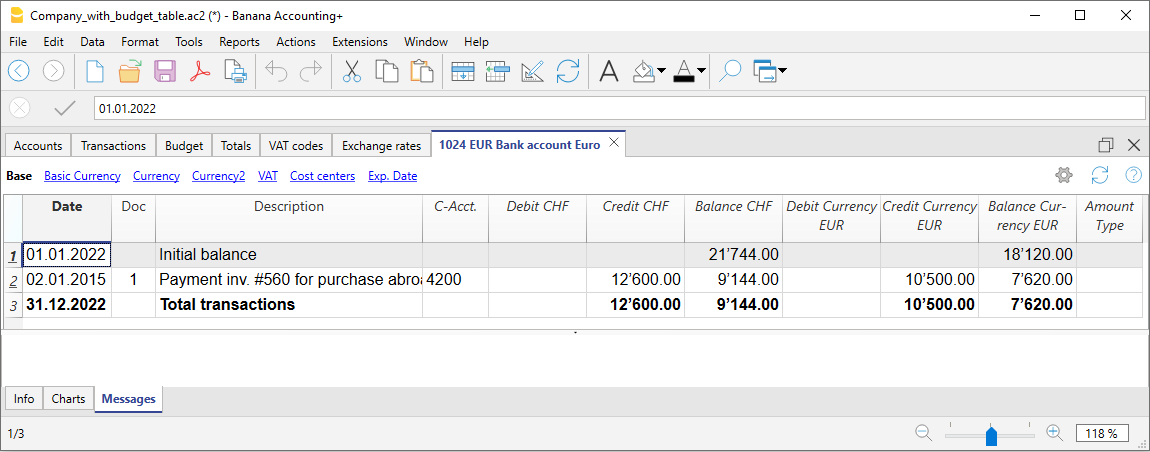 Company_with_budget_table.ac2 (*) - Banana Accounting+
File Edit Data Format Tools Reports Actions Extensions Window Help
01.01.2022
Accounts Transactions Budget Totals VAT codes Exchange rates 1024 EUR Bank account Euro
Base Basic Currency Currency Currency2 VAT Cost centers Exp. Date
Date Doc Description C-Acct. Debit CHF Credit CHF Balance CHF Debit Currency Credit Currency Balance Cur- Amount
EUR EUR rency EUR Type
1 01.01.2022 Initial balance 21’744.00 18’120.00
2 02.01.2015 1 Payment inv. #560 for purchase abroa 4200 12’600.00 9’144.00 10’500.00 7’620.00
3 31.12.2022 Total transactions 12’600.00 9’144.00 10’500.00 7’620.00
Info Charts Messages
1/3 118 %